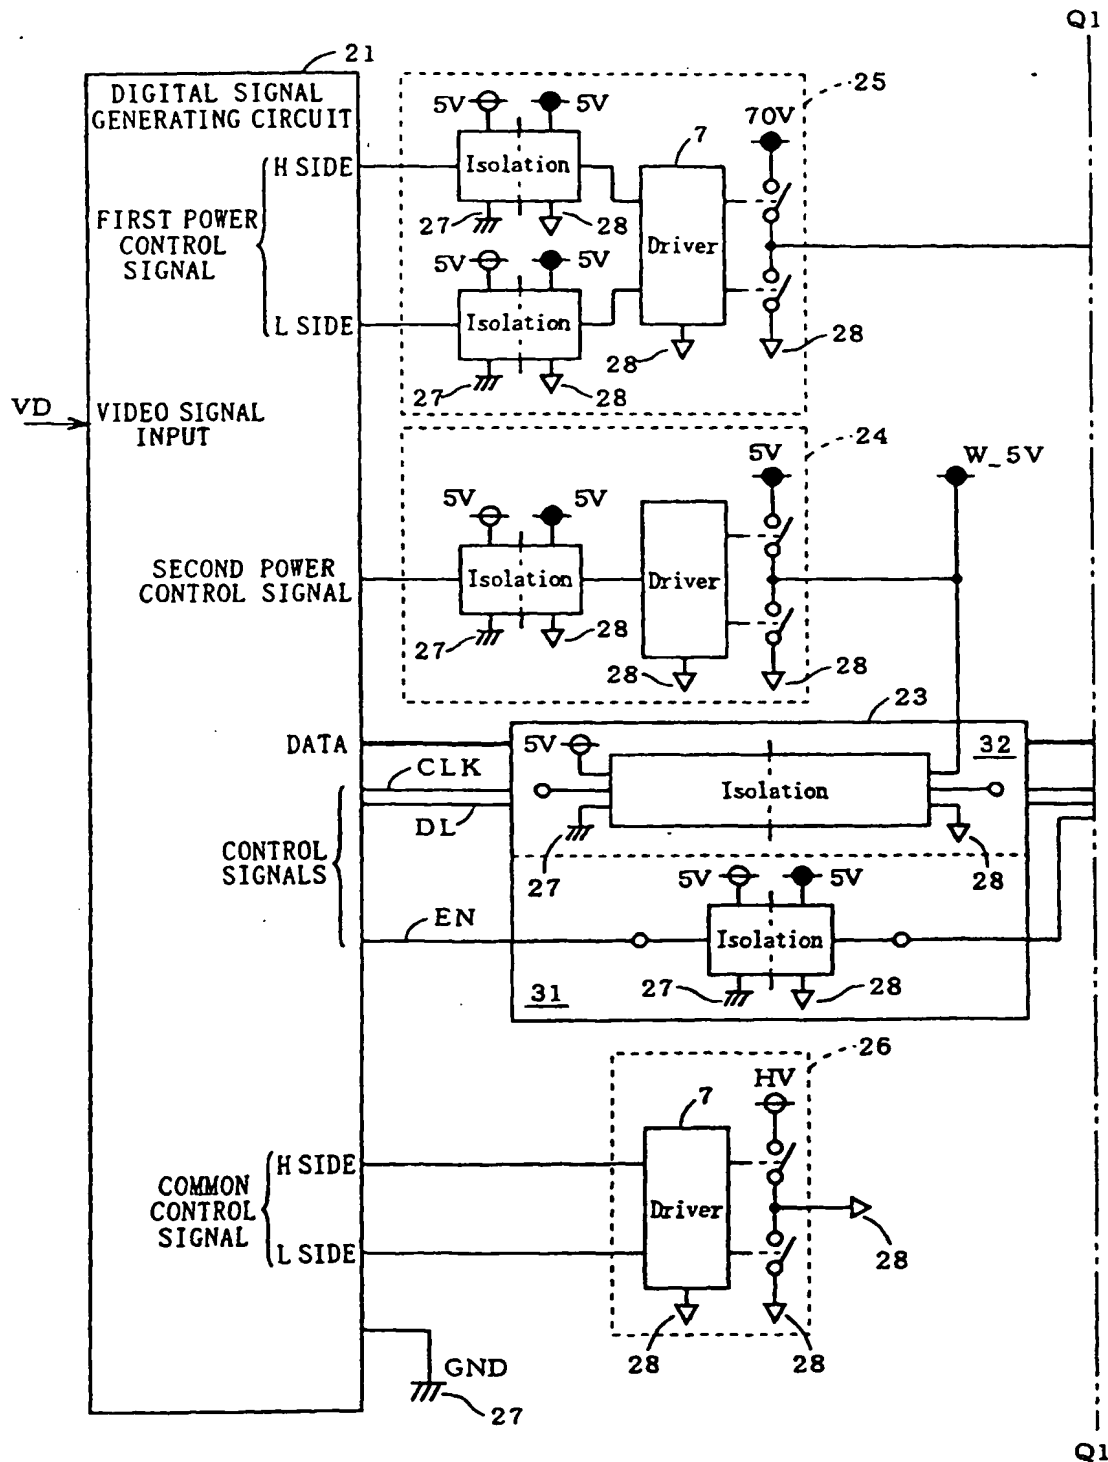 Q1
21
DIGITAL SIGNAL
GENERATING CIRCUIT
25
5V 5V
70V
7
H SIDE
Isolation
FIRST POWER
CONTROL
SIGNAL
27
28
Driver
5V 5V
L SIDE
Isolation
28
28
27
28
VD
VIDEO SIGNAL
INPUT
24
5V
W_5V
5V 5V
SECOND POWER
CONTROL SIGNAL
Isolation
Driver
27
28
28
28
23
DATA
5V
32
CLK
Isolation
DL
CONTROL
SIGNALS
27
28
5V 5V
EN
Isolation
31
27
28
26
HV
7
H SIDE
COMMON
CONTROL
SIGNAL
Driver
28
L SIDE
28
28
GND
27
Q1